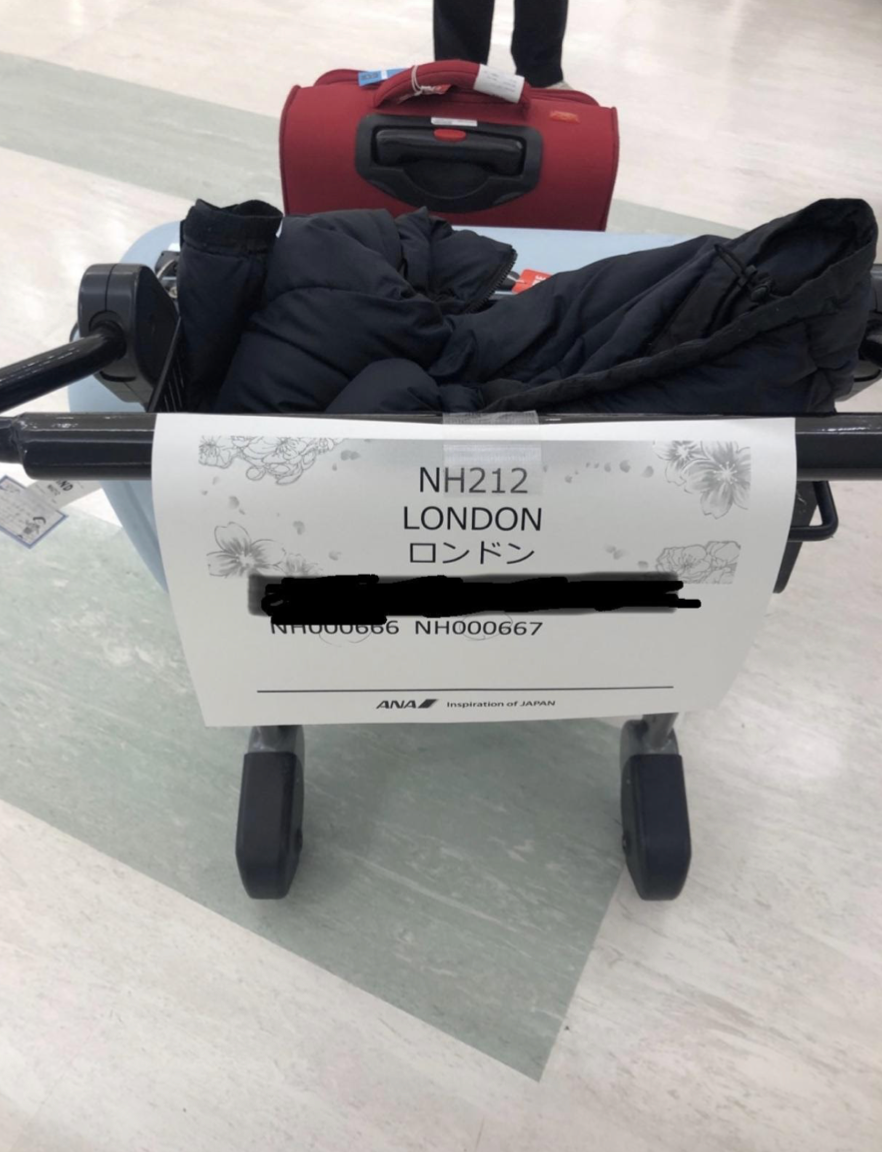 NH212
LONDON
ロンドン
NH000666 NH000667
ANA Inspiration of JAPAN